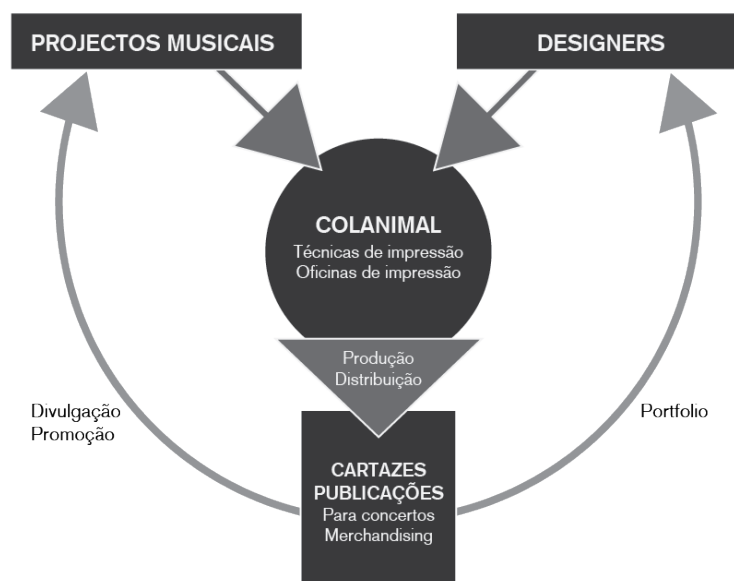 PROJECTOS MUSICAIS
DESIGNERS
COLANIMAL
Técnicas de impressão
Oficinas de impressão
Produção
Distribuição
Divulgação
Promoção
Portfolio
CARTAZES
PUBLICAÇÕES
Para concertos
Merchandising